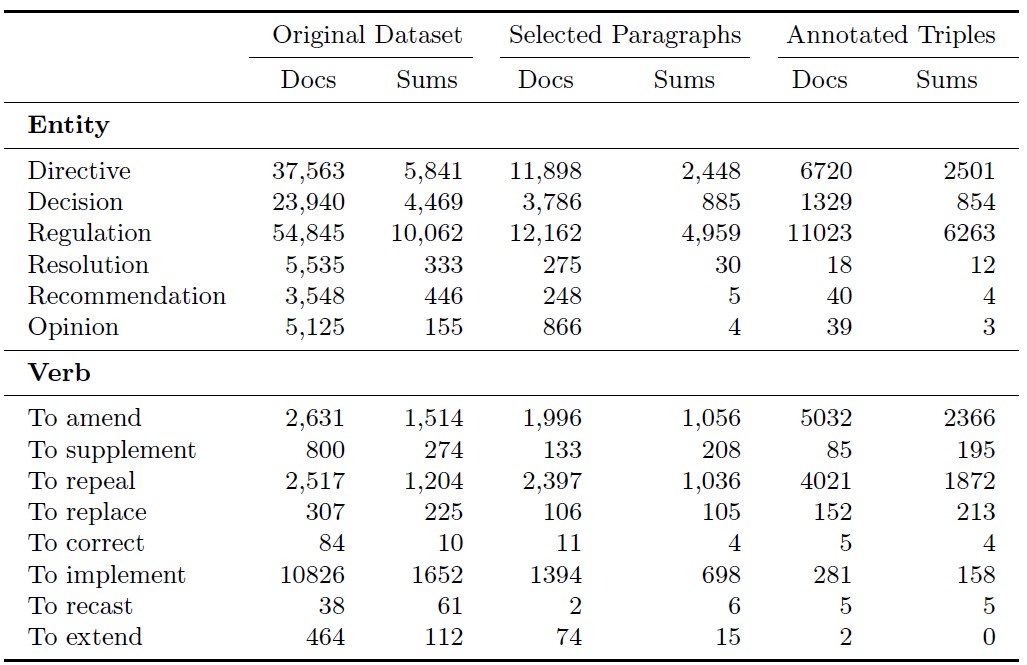 Original Dataset Selected Paragraphs Annotated Triples
Docs Sums Docs Sums Docs Sums
Entity
Directive 37,563 5,841 11,898 2,448 6720 2501
Decision 23,940 4,469 3,786 885 1329 854
Regulation 54,845 10,062 12,162 4,959 11023 6263
Resolution 5,535 333 275 30 18 12
Recommendation 3,548 446 248 5 40 4
Opinion 5,125 155 866 4 39 3
Verb
To amend 2,631 1,514 1,996 1,056 5032 2366
To supplement 800 274 133 208 85 195
To repeal 2,517 1,204 2,397 1,036 4021 1872
To replace 307 225 106 105 152 213
To correct 84 10 11 4 5 4
To implement 10826 1652 1394 698 281 158
To recast 38 61 2 6 5 5
To extend 464 112 74 15 2 0